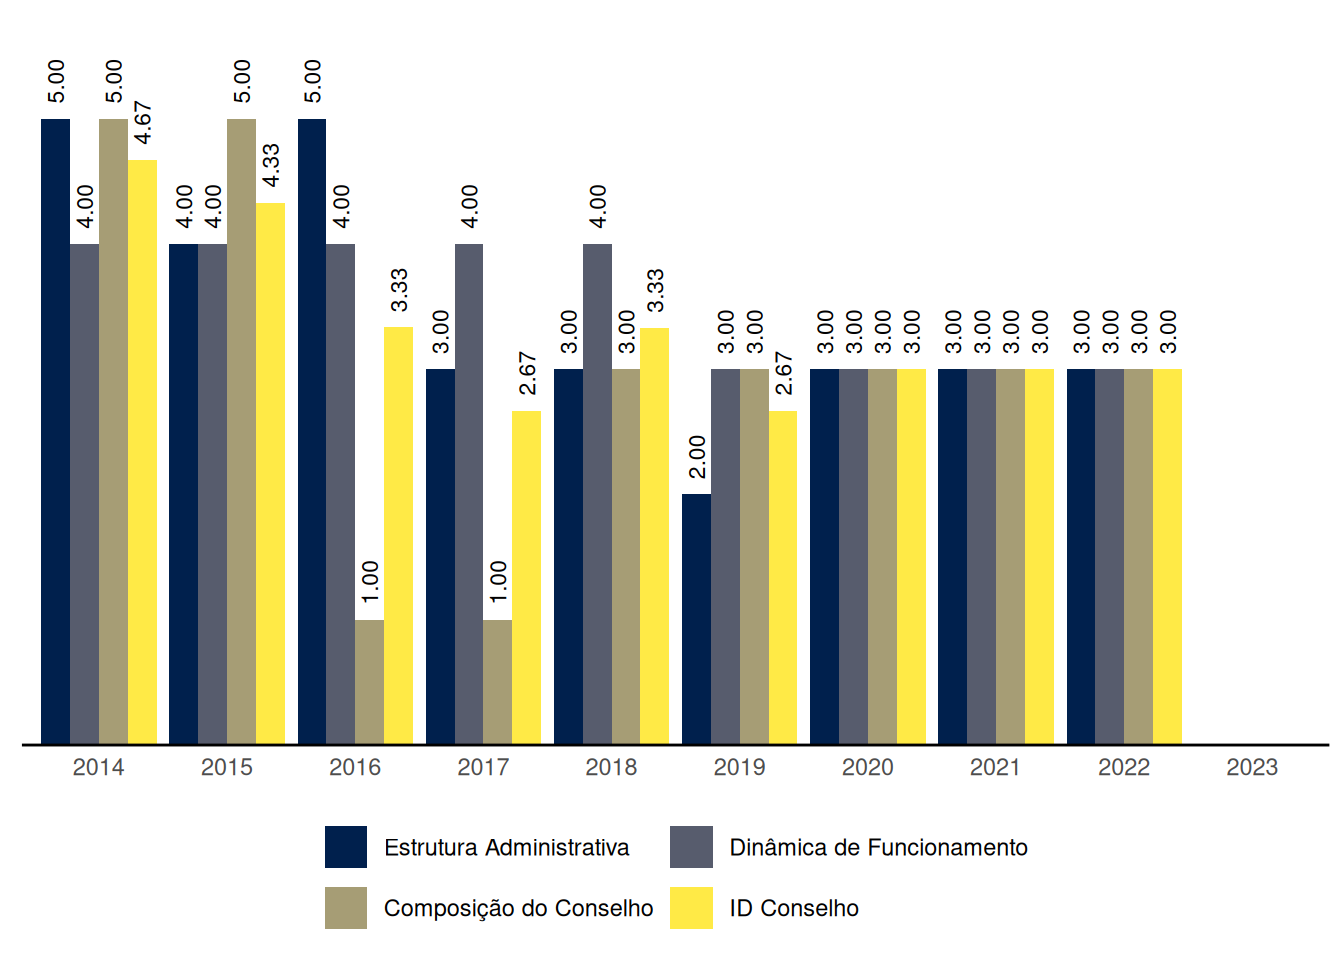 5.00 4.00 5.00 4.67 4.00 4.00 5.00 4.33 5.00 4.00 1.00 3.33 3.00 4.00 1.00 2.67 3.00 4.00 3.00 3.33 2.00 3.00 3.00 2.67 3.00 3.00 3.00 3.00 3.00 3.00 3.00 3.00 3.00 3.00 3.00 3.00
2014 2015 2016 2017 2018 2019 2020 2021 2022 2023
Estrutura Administrativa Dinâmica de Funcionamento
Composição do Conselho ID Conselho